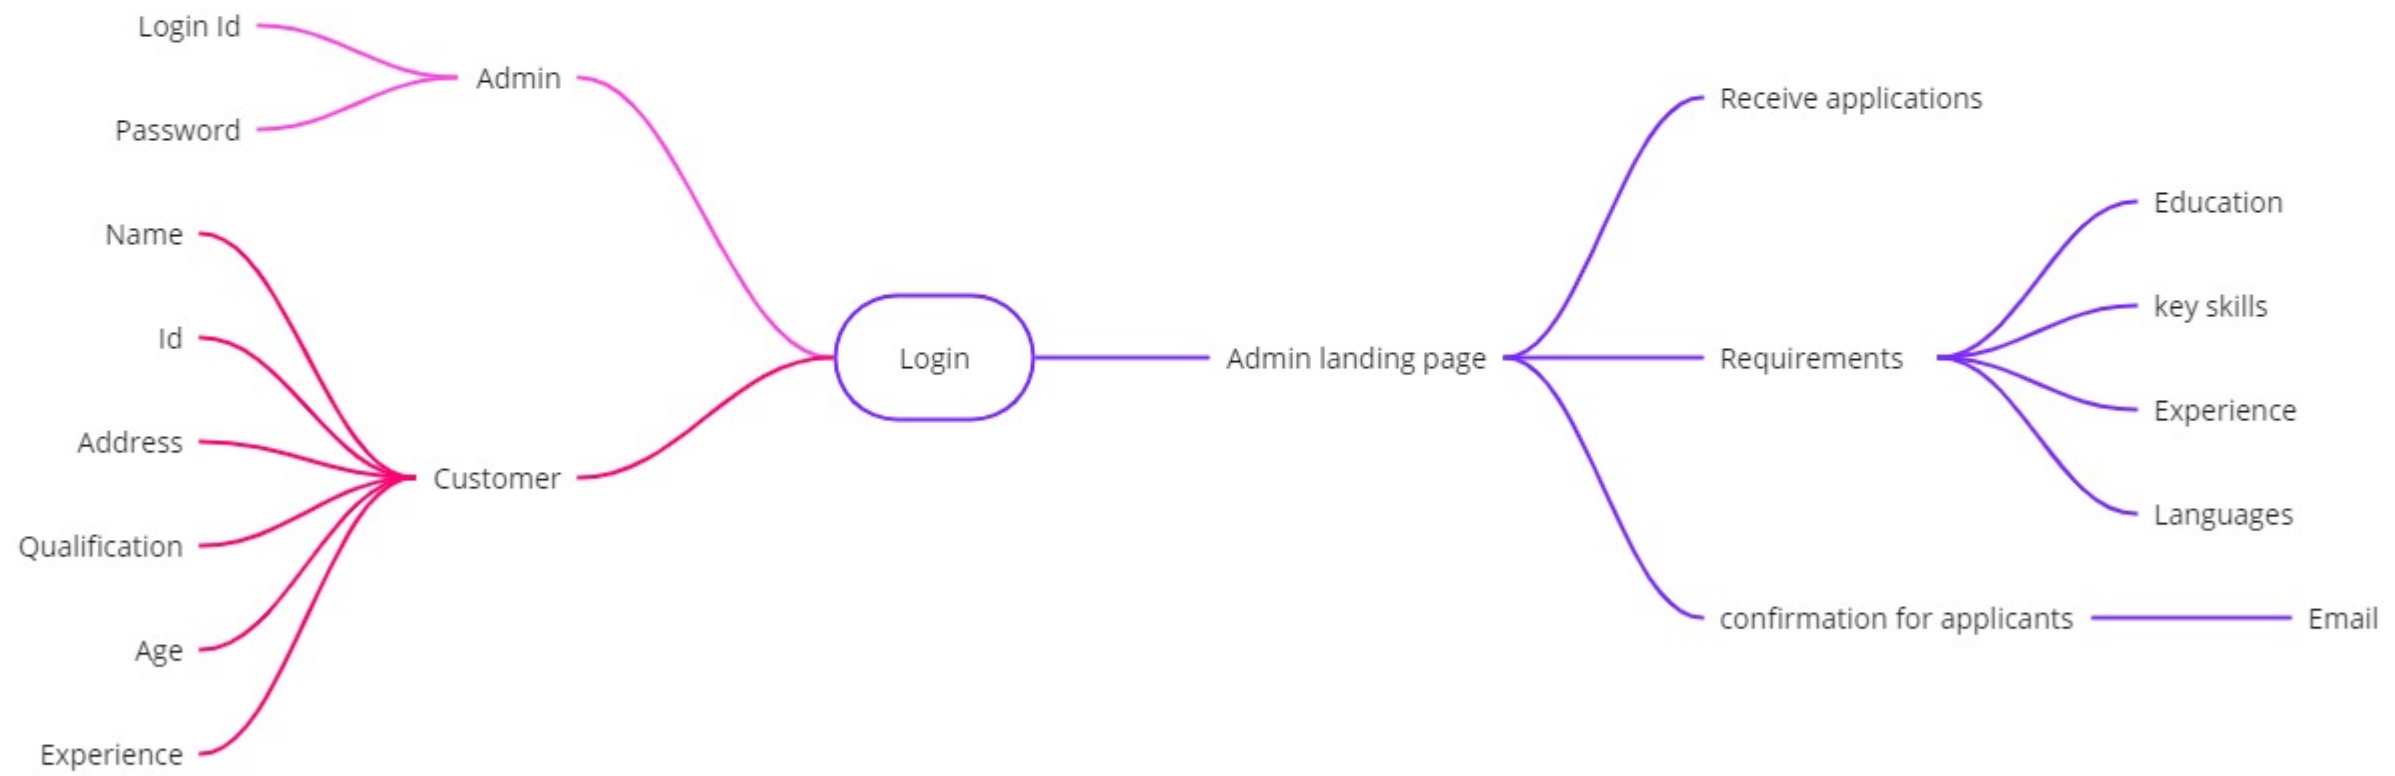 Login Id
Admin
Password
Name
Id
Address
Customer
Qualification
Age
Experience
Login
Admin landing page
Receive applications
Requirements
Education
key skills
Experience
Languages
confirmation for applicants
Email